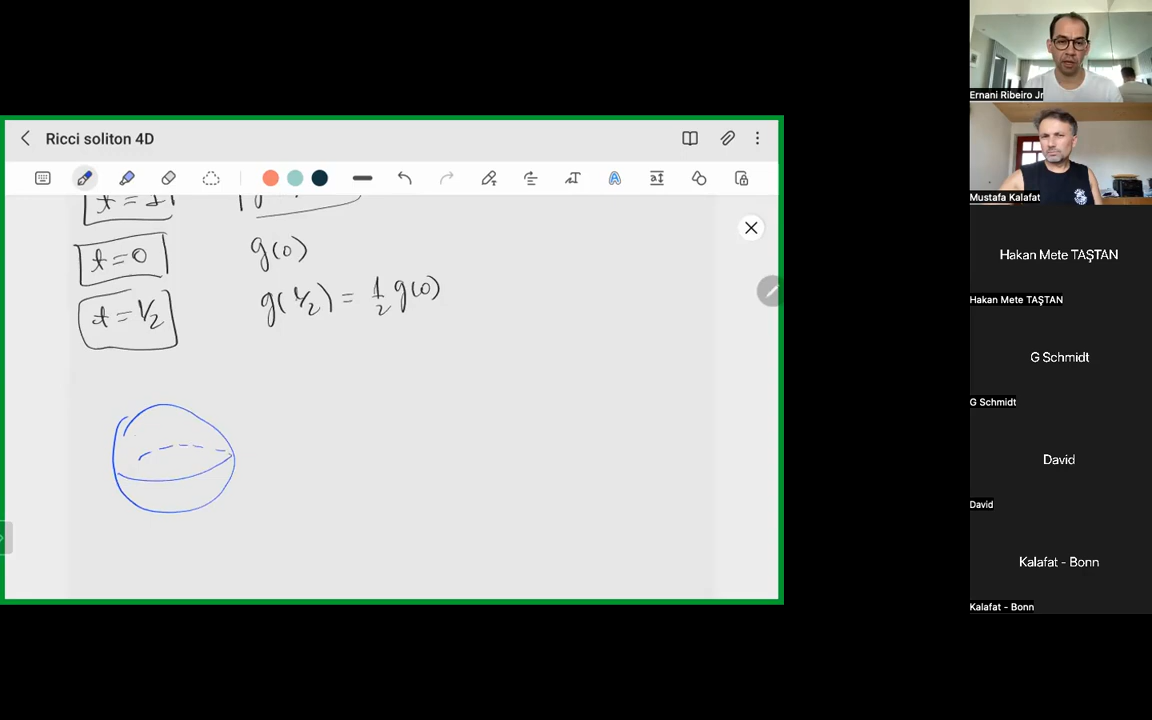 Ricci soliton 4D
t = 0
g(0)
t = 1/2
g(1/2) = 1/2 g(0)
Ernani Ribeiro Jr
Mustafa Kalafat
Hakan Mete TAŞTAN
Hakan Mete TAŞTAN
G Schmidt
G Schmidt
David
David
Kalafat - Bonn
Kalafat - Bonn